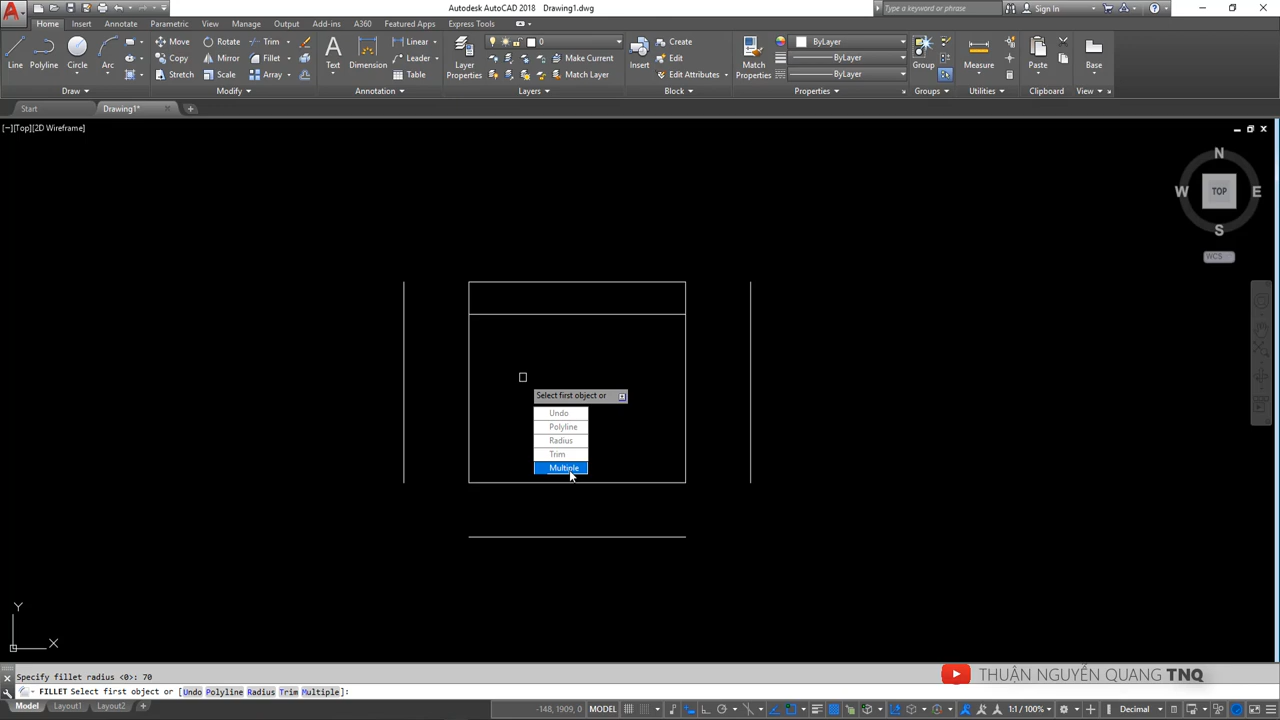 Autodesk AutoCAD 2018 Drawing1.dwg
Type a keyword or phrase
Sign In
Home Insert Annotate Parametric View Manage Output Add-ins A360 Featured Apps Express Tools
Line
Polyline
Circle
Arc
Move
Rotate
Trim
Copy
Mirror
Fillet
Stretch
Scale
Array
Text
Dimension
Linear
Leader
Table
Layer
Properties
0
Make Current
Match Layer
Insert
Create
Edit
Edit Attributes
Match
Properties
ByLayer
ByLayer
ByLayer
Group
Measure
Paste
Base
Draw Modify Annotation Layers Block Properties Groups Utilities Clipboard View
Start Drawing1*
[−][Top][2D Wireframe]
N
W TOP E
S
WCS
Select first object or
Undo
Polyline
Radius
Trim
Multiple
Y
X
Specify fillet radius <0>: 70
THUẬN NGUYỄN QUANG TNQ
FILLET Select first object or [Undo Polyline Radius Trim Multiple]:
Model Layout1 Layout2 +
-148, 1909, 0 MODEL 1:1 / 100% Decimal